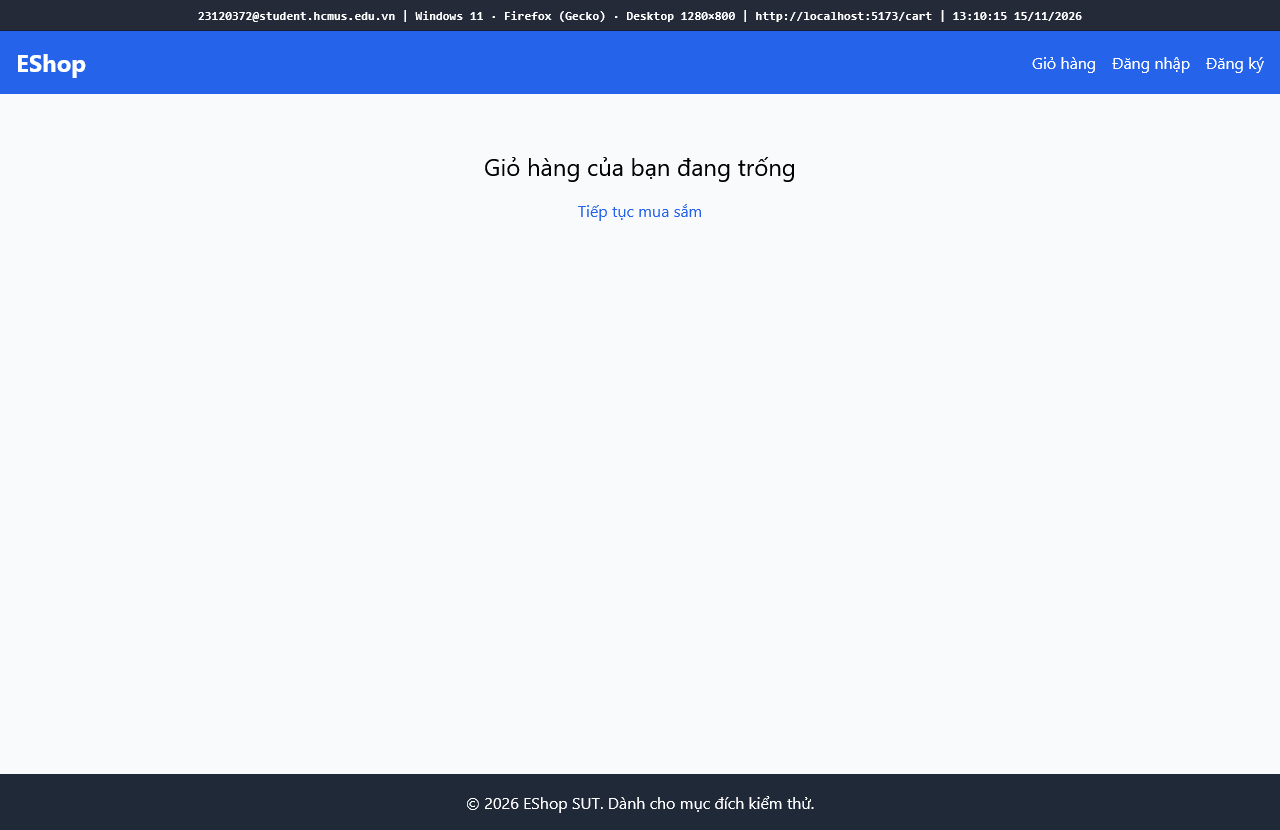 23120372@student.hcmus.edu.vn | Windows 11 · Firefox (Gecko) · Desktop 1280×800 | http://localhost:5173/cart | 13:10:15 15/11/2026
EShop Giỏ hàng Đăng nhập Đăng ký
Giỏ hàng của bạn đang trống
Tiếp tục mua sắm
© 2026 EShop SUT. Dành cho mục đích kiểm thử.